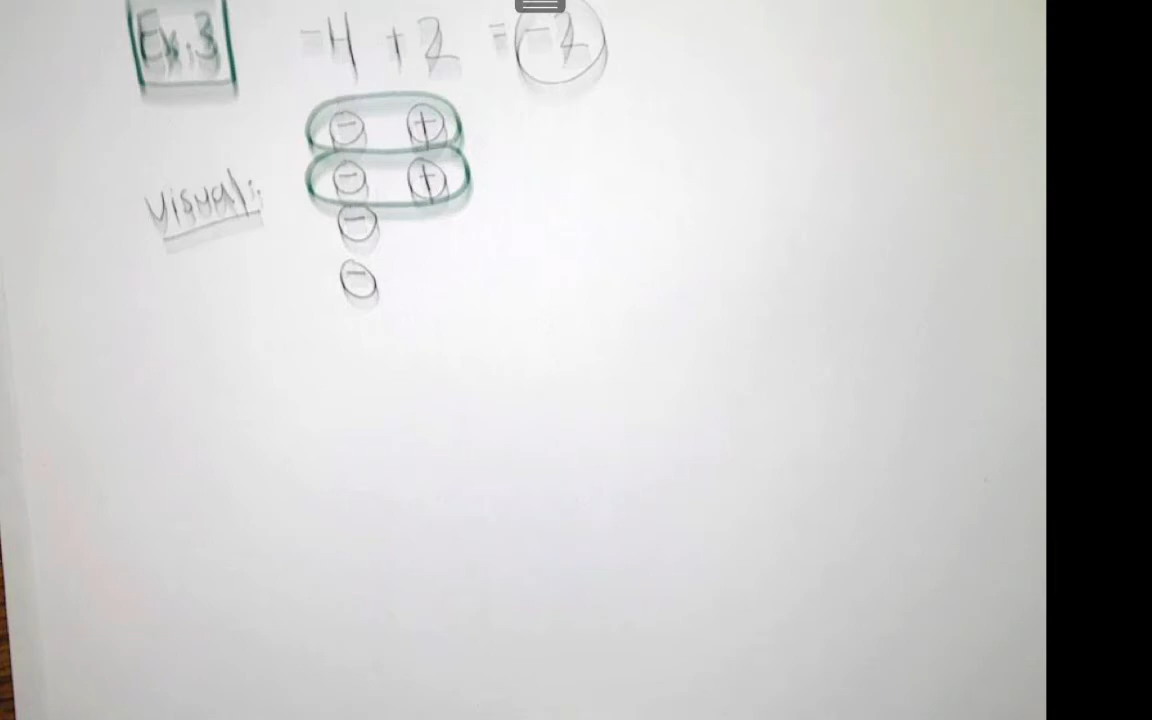 Ex. 3 -4 + 2 = -2
- +
Visual: - +
-
-